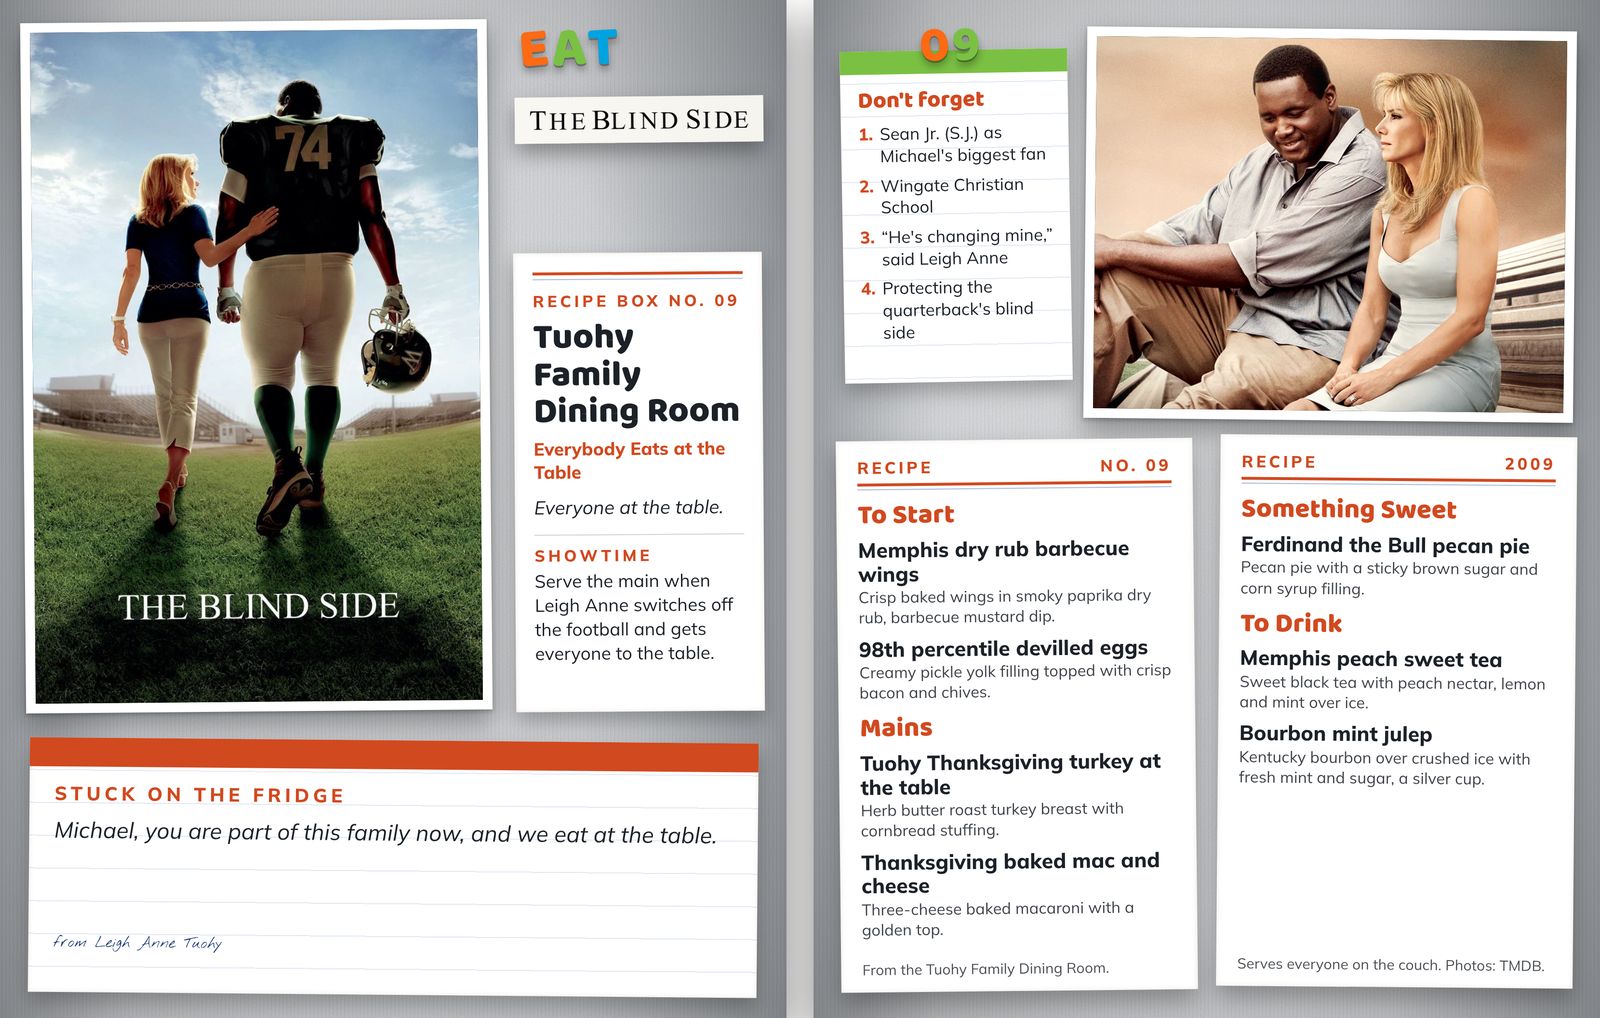 74
THE BLIND SIDE
EAT
THE BLIND SIDE
RECIPE BOX NO. 09
Tuohy
Family
Dining Room
Everybody Eats at the
Table
Everyone at the table.
SHOWTIME
Serve the main when
Leigh Anne switches off
the football and gets
everyone to the table.
STUCK ON THE FRIDGE
Michael, you are part of this family now, and we eat at the table.
from Leigh Anne Tuohy
09
Don't forget
1. Sean Jr. (S.J.) as
Michael's biggest fan
2. Wingate Christian
School
3. “He's changing mine,”
said Leigh Anne
4. Protecting the
quarterback's blind
side
RECIPE NO. 09
To Start
Memphis dry rub barbecue
wings
Crisp baked wings in smoky paprika dry
rub, barbecue mustard dip.
98th percentile devilled eggs
Creamy pickle yolk filling topped with crisp
bacon and chives.
Mains
Tuohy Thanksgiving turkey at
the table
Herb butter roast turkey breast with
cornbread stuffing.
Thanksgiving baked mac and
cheese
Three-cheese baked macaroni with a
golden top.
From the Tuohy Family Dining Room.
RECIPE 2009
Something Sweet
Ferdinand the Bull pecan pie
Pecan pie with a sticky brown sugar and
corn syrup filling.
To Drink
Memphis peach sweet tea
Sweet black tea with peach nectar, lemon
and mint over ice.
Bourbon mint julep
Kentucky bourbon over crushed ice with
fresh mint and sugar, a silver cup.
Serves everyone on the couch. Photos: TMDB.